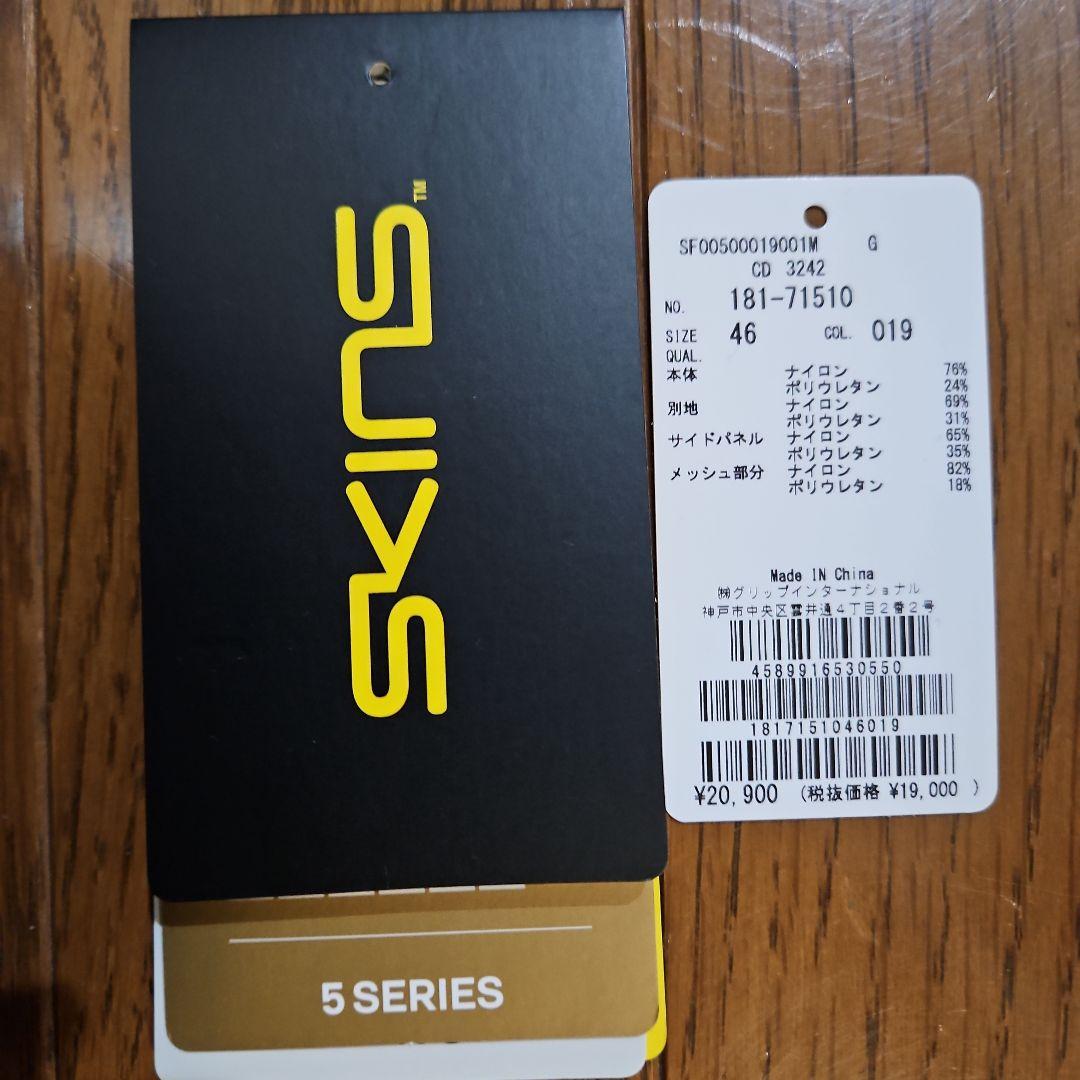 SKINS™
5 SERIES
SF00500019001M G
CD 3242
NO. 181-71510
SIZE 46 COL. 019
QUAL.
本体 ナイロン 76%
ポリウレタン 24%
別地 ナイロン 69%
ポリウレタン 31%
サイドパネル ナイロン 65%
ポリウレタン 35%
メッシュ部分 ナイロン 82%
ポリウレタン 18%
Made IN China
㈱グリップインターナショナル
神戸市中央区雲井通4丁目2番2号
4589916530550
1817151046019
¥20,900 (税抜価格 ¥19,000 )